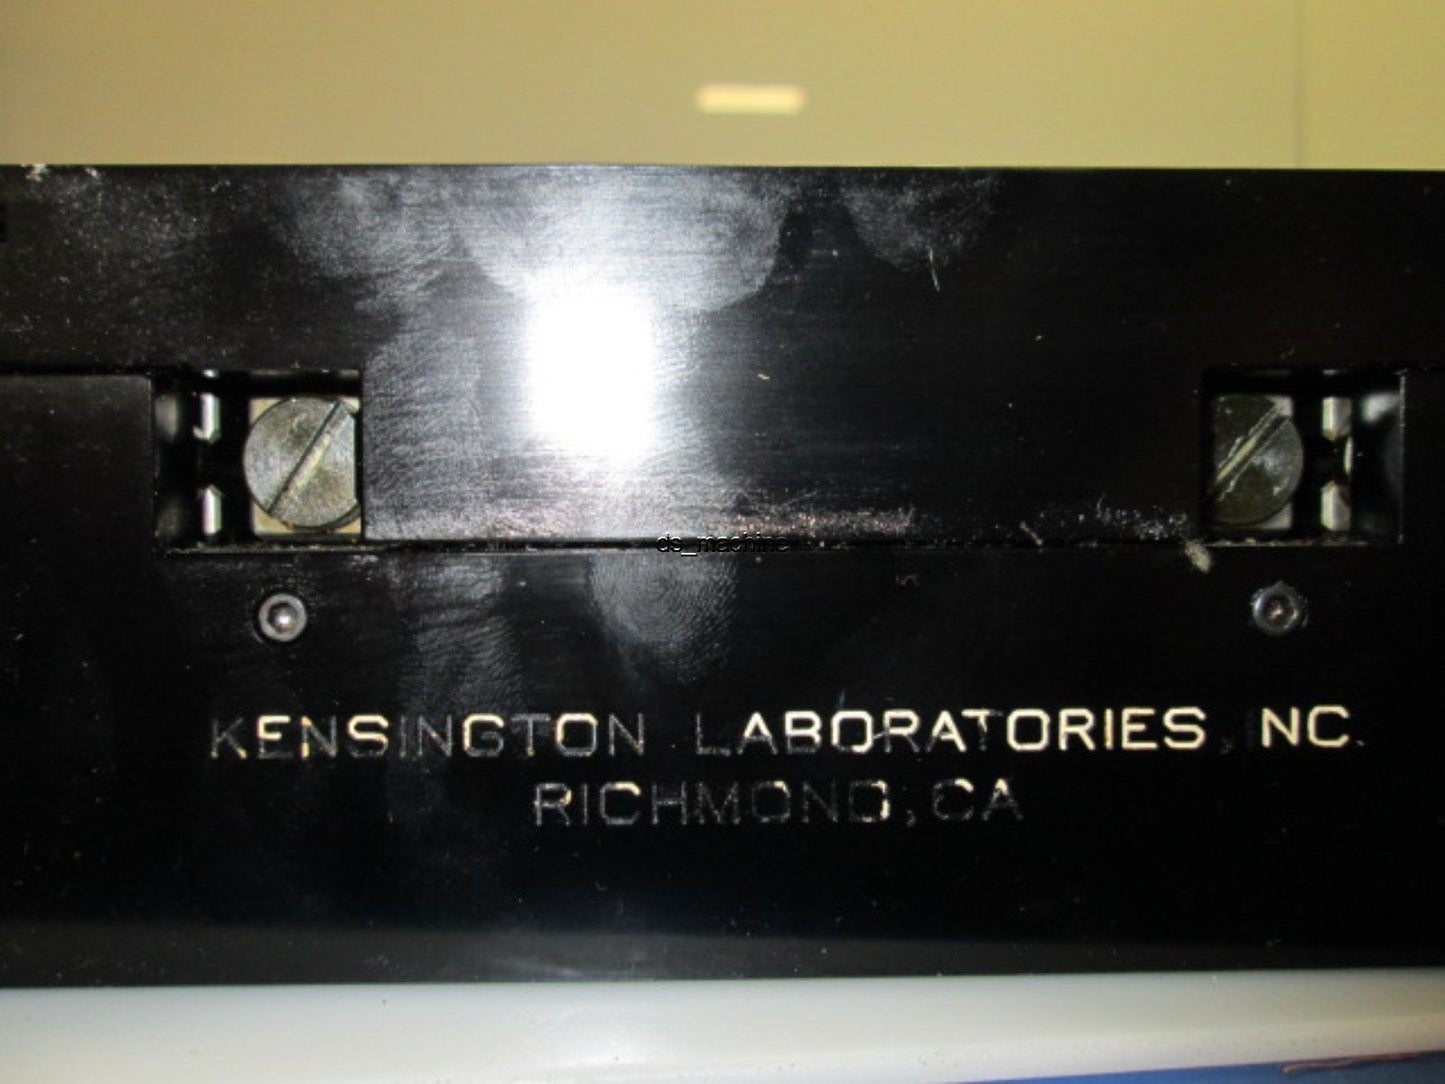 ds_machine
KENSINGTON LABORATORIES, INC.
RICHMOND, CA